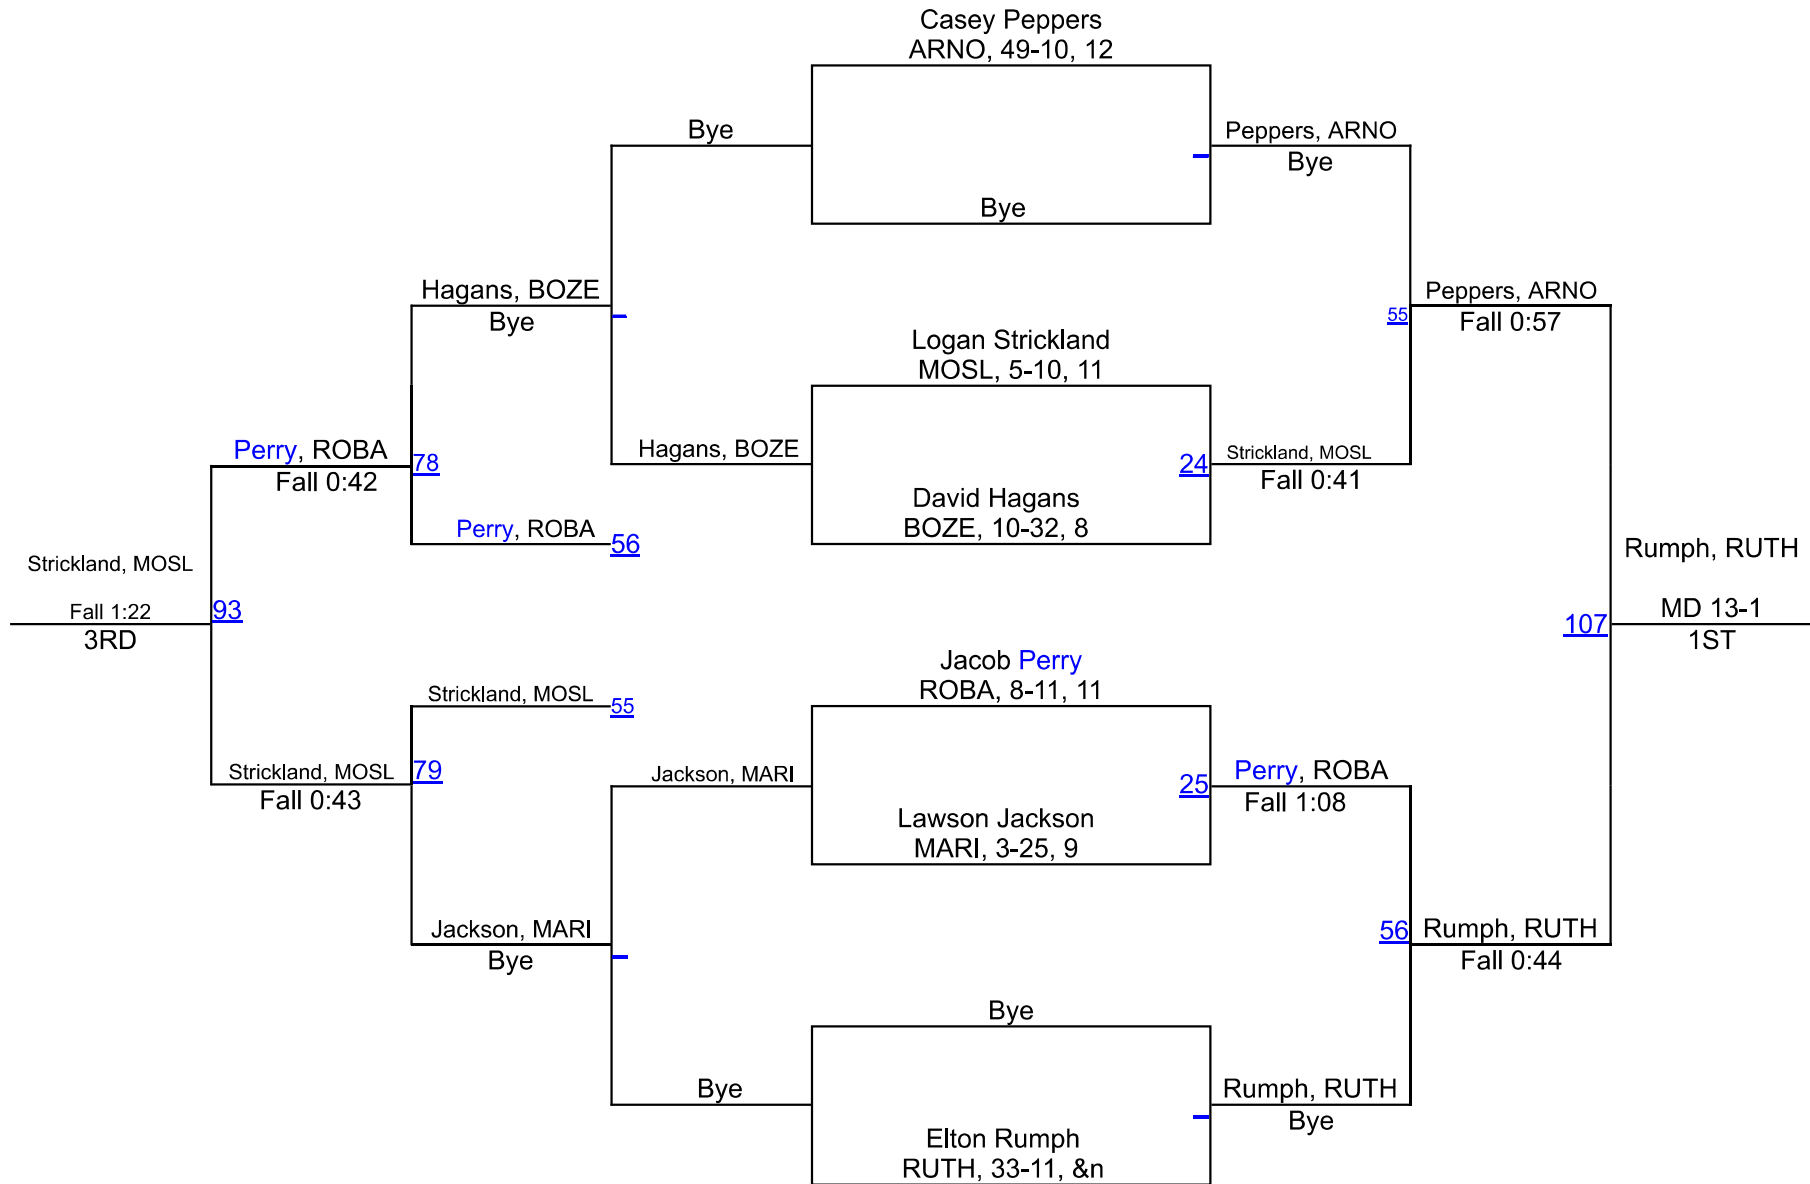 Casey Peppers
ARNO, 49-10, 12
Bye
Peppers, ARNO
Bye
Bye
Hagans, BOZE
Bye
Peppers, ARNO
55
Fall 0:57
Logan Strickland
MOSL, 5-10, 11
Perry, ROBA
78
Fall 0:42
Hagans, BOZE
24
Strickland, MOSL
Fall 0:41
David Hagans
BOZE, 10-32, 8
Perry, ROBA
56
Strickland, MOSL
Fall 1:22
93
3RD
Rumph, RUTH
107
MD 13-1
1ST
Jacob Perry
ROBA, 8-11, 11
Strickland, MOSL
55
Strickland, MOSL
79
Fall 0:43
Jackson, MARI
25
Perry, ROBA
Fall 1:08
Lawson Jackson
MARI, 3-25, 9
Jackson, MARI
Bye
56
Rumph, RUTH
Fall 0:44
Bye
Bye
Rumph, RUTH
Bye
Elton Rumph
RUTH, 33-11, &n